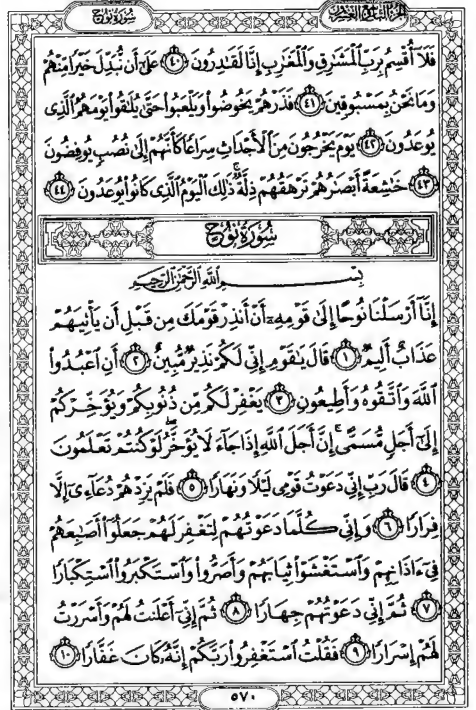 سُورَةُ نُوحٍ
الجزء التاسع والعشرون
فَلَآ أُقْسِمُ بِرَبِّ ٱلْمَشَٰرِقِ وَٱلْمَغَٰرِبِ إِنَّا لَقَٰدِرُونَ ٤٠ عَلَىٰٓ أَن نُّبَدِّلَ خَيْرًا مِّنْهُمْ
وَمَا نَحْنُ بِمَسْبُوقِينَ ٤١ فَذَرْهُمْ يَخُوضُوا۟ وَيَلْعَبُوا۟ حَتَّىٰ يُلَٰقُوا۟ يَوْمَهُمُ ٱلَّذِى
يُوعَدُونَ ٤٢ يَوْمَ يَخْرُجُونَ مِنَ ٱلْأَجْدَاثِ سِرَاعًا كَأَنَّهُمْ إِلَىٰ نُصُبٍ يُوفِضُونَ
٤٣ خَٰشِعَةً أَبْصَٰرُهُمْ تَرْهَقُهُمْ ذِلَّةٌ ۚ ذَٰلِكَ ٱلْيَوْمُ ٱلَّذِى كَانُوا۟ يُوعَدُونَ ٤٤
سُورَةُ نُوحٍ
بِسْمِ ٱللَّهِ ٱلرَّحْمَٰنِ ٱلرَّحِيمِ
إِنَّآ أَرْسَلْنَا نُوحًا إِلَىٰ قَوْمِهِۦٓ أَنْ أَنذِرْ قَوْمَكَ مِن قَبْلِ أَن يَأْتِيَهُمْ
عَذَابٌ أَلِيمٌ ١ قَالَ يَٰقَوْمِ إِنِّى لَكُمْ نَذِيرٌ مُّبِينٌ ٢ أَنِ ٱعْبُدُوا۟
ٱللَّهَ وَٱتَّقُوهُ وَأَطِيعُونِ ٣ يَغْفِرْ لَكُم مِّن ذُنُوبِكُمْ وَيُؤَخِّرْكُمْ
إِلَىٰٓ أَجَلٍ مُّسَمًّى ۚ إِنَّ أَجَلَ ٱللَّهِ إِذَا جَآءَ لَا يُؤَخَّرُ ۖ لَوْ كُنتُمْ تَعْلَمُونَ
٤ قَالَ رَبِّ إِنِّى دَعَوْتُ قَوْمِى لَيْلًا وَنَهَارًا ٥ فَلَمْ يَزِدْهُمْ دُعَآءِىٓ إِلَّا
فِرَارًا ٦ وَإِنِّى كُلَّمَا دَعَوْتُهُمْ لِتَغْفِرَ لَهُمْ جَعَلُوٓا۟ أَصَٰبِعَهُمْ
فِىٓ ءَاذَانِهِمْ وَٱسْتَغْشَوْا۟ ثِيَابَهُمْ وَأَصَرُّوا۟ وَٱسْتَكْبَرُوا۟ ٱسْتِكْبَارًا
٧ ثُمَّ إِنِّى دَعَوْتُهُمْ جِهَارًا ٨ ثُمَّ إِنِّىٓ أَعْلَنتُ لَهُمْ وَأَسْرَرْتُ
لَهُمْ إِسْرَارًا ٩ فَقُلْتُ ٱسْتَغْفِرُوا۟ رَبَّكُمْ إِنَّهُۥ كَانَ غَفَّارًا ١٠
٥٧٠